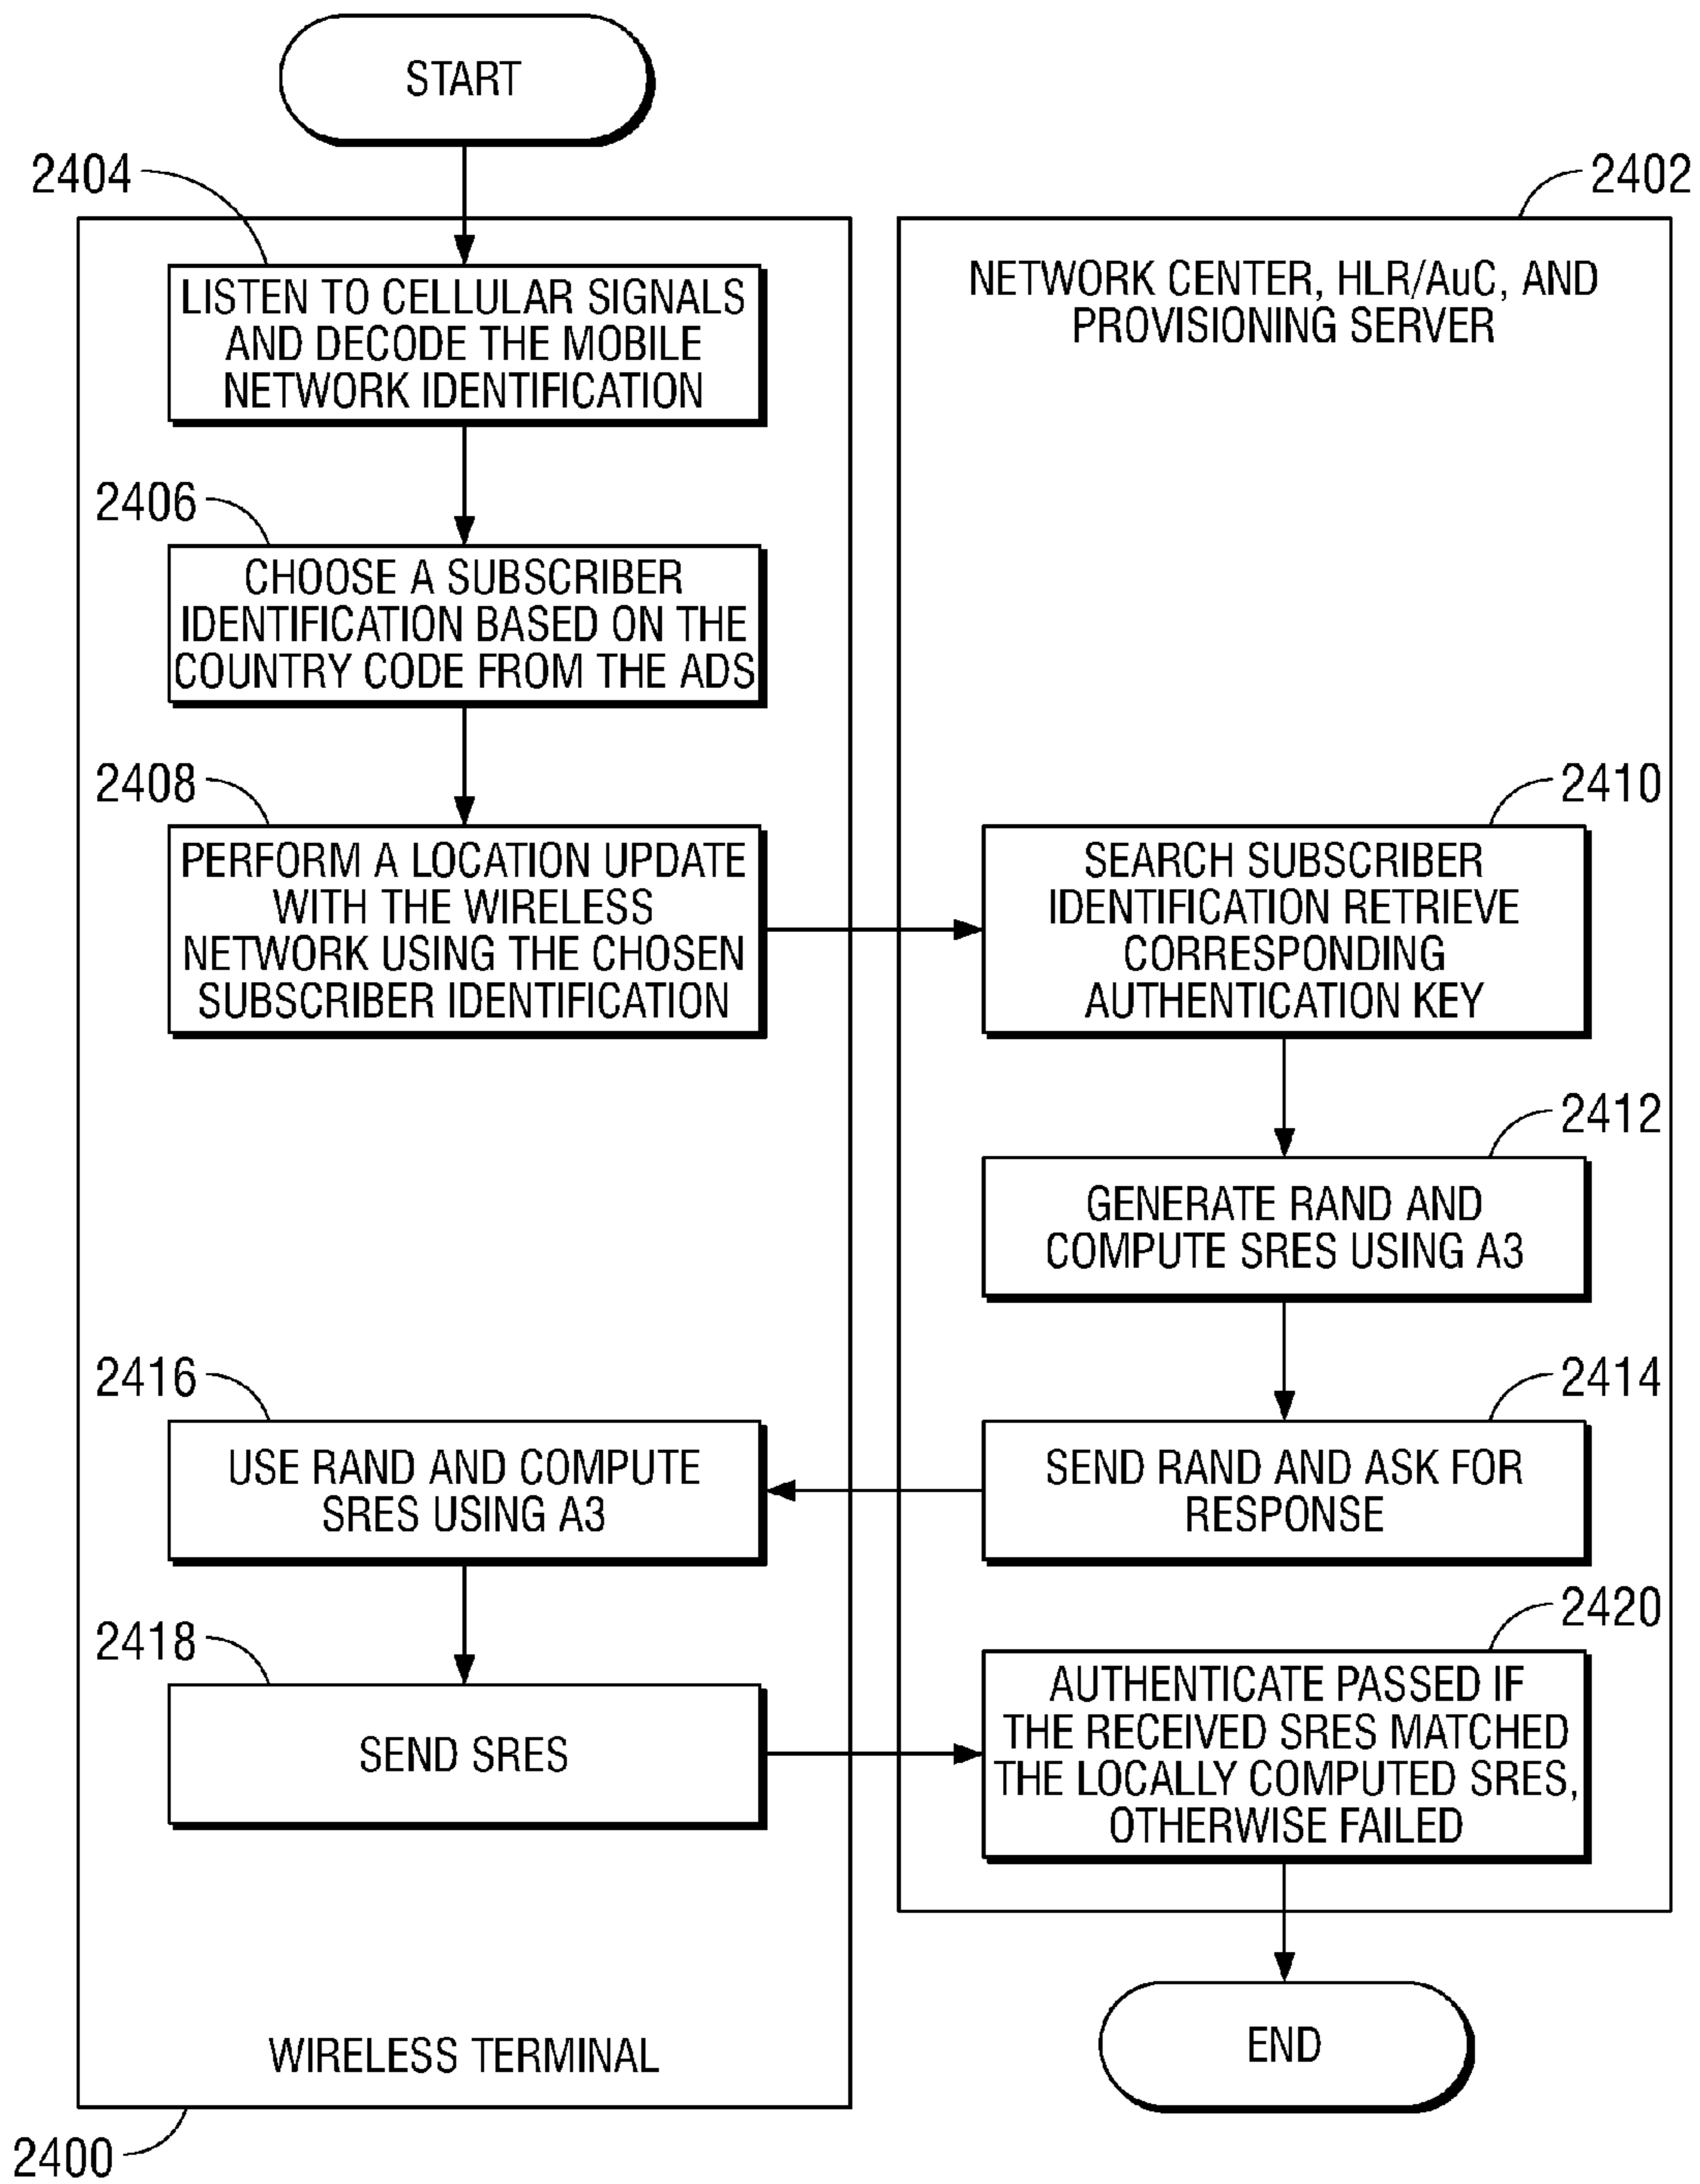 START
2404
2402
LISTEN TO CELLULAR SIGNALS
AND DECODE THE MOBILE
NETWORK IDENTIFICATION
NETWORK CENTER, HLR/AuC, AND
PROVISIONING SERVER
2406
CHOOSE A SUBSCRIBER
IDENTIFICATION BASED ON THE
COUNTRY CODE FROM THE ADS
2408
PERFORM A LOCATION UPDATE
WITH THE WIRELESS
NETWORK USING THE CHOSEN
SUBSCRIBER IDENTIFICATION
2410
SEARCH SUBSCRIBER
IDENTIFICATION RETRIEVE
CORRESPONDING
AUTHENTICATION KEY
2412
GENERATE RAND AND
COMPUTE SRES USING A3
2414
SEND RAND AND ASK FOR
RESPONSE
2416
USE RAND AND COMPUTE
SRES USING A3
2418
SEND SRES
2420
AUTHENTICATE PASSED IF
THE RECEIVED SRES MATCHED
THE LOCALLY COMPUTED SRES,
OTHERWISE FAILED
END
WIRELESS TERMINAL
2400